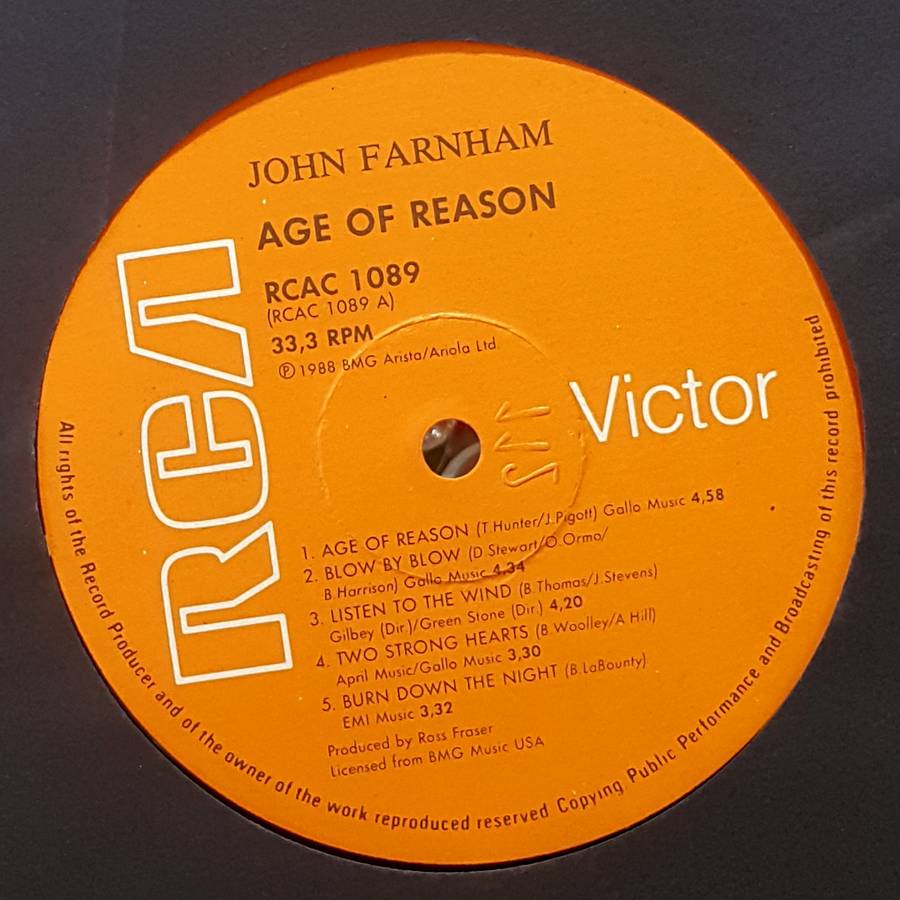 JOHN FARNHAM
AGE OF REASON
RCAC 1089
(RCAC 1089 A)
33,3 RPM
℗ 1988 BMG Arista/Ariola Ltd.
RCA
Victor
1. AGE OF REASON (T.Hunter/J.Pigott) Gallo Music 4,58
2. BLOW BY BLOW (D.Stewart/O.Ormo/
B.Harrison) Gallo Music 4,34
3. LISTEN TO THE WIND (B.Thomas/J.Stevens)
Gilbey (Dir.)/Green Stone (Dir.) 4,20
4. TWO STRONG HEARTS (B.Woolley/A Hill)
April Music/Gallo Music 3,30
5. BURN DOWN THE NIGHT (B.LaBounty)
EMI Music 3,32
Produced by Ross Fraser
Licensed from BMG Music USA
All rights of the Record Producer and of the owner of the work reproduced reserved Copying Public Performance and Broadcasting of this record prohibited